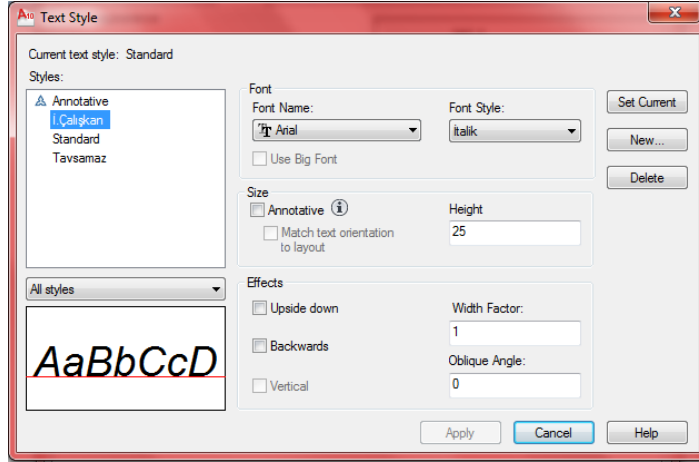 A10 Text Style
Current text style: Standard
Styles:
Annotative
İ.Çalışkan
Standard
Tavsamaz
All styles
AaBbCcD
Font
Font Name:
Arial
Use Big Font
Font Style:
İtalik
Size
Annotative
Match text orientation
to layout
Height
25
Effects
Upside down
Backwards
Vertical
Width Factor:
1
Oblique Angle:
0
Set Current
New...
Delete
Apply
Cancel
Help